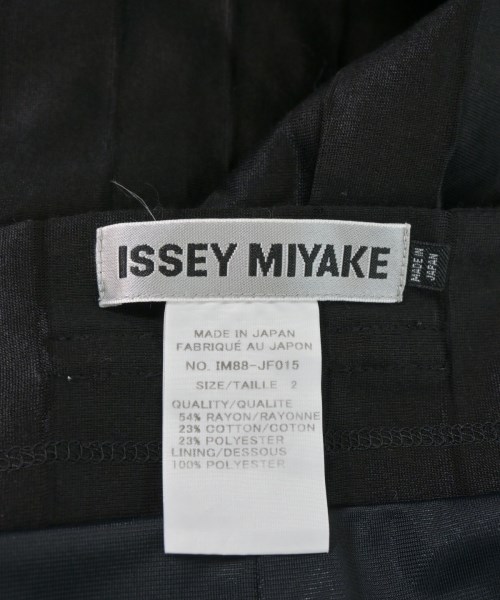 ISSEY MIYAKE
MADE IN
JAPAN
MADE IN JAPAN
FABRIQUÉ AU JAPON
NO. IM88-JF015
SIZE/TAILLE 2
QUALITY/QUALITE
54% RAYON/RAYONNE
23% COTTON/COTON
23% POLYESTER
LINING/DESSOUS
100% POLYESTER